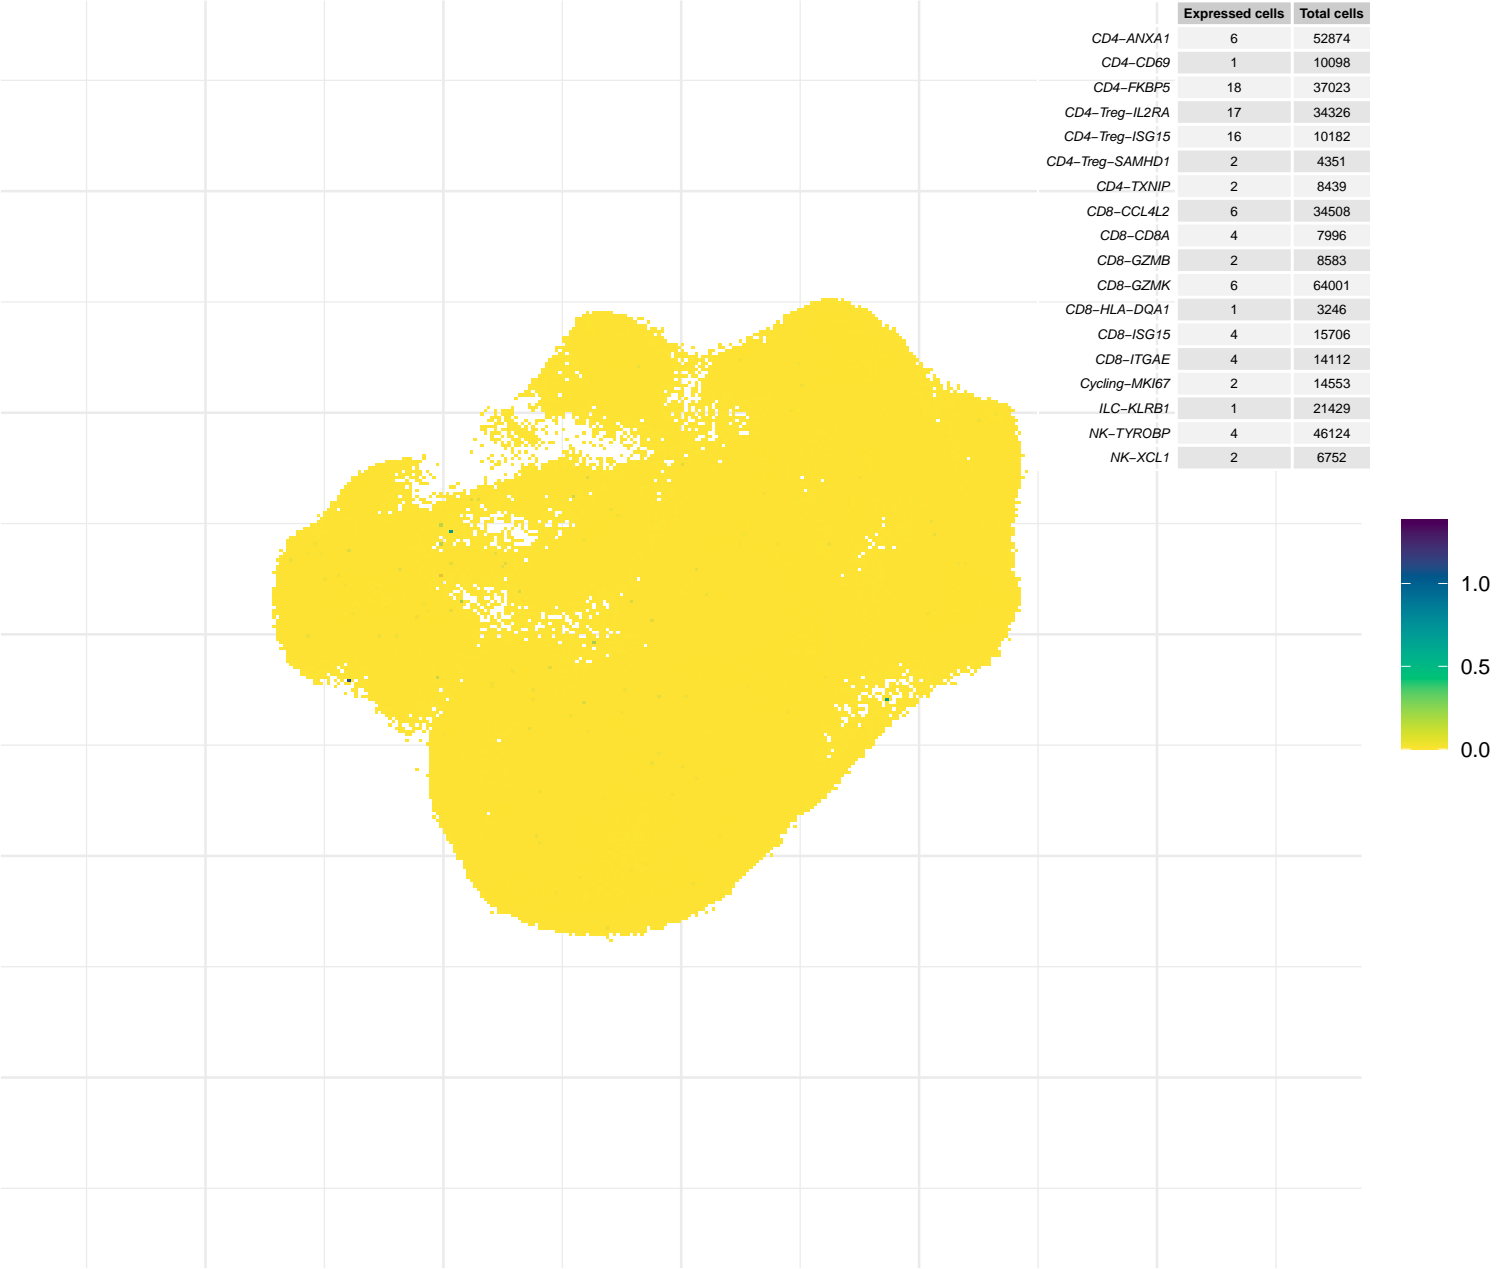 Expressed cells Total cells
CD4−ANXA1 6 52874
CD4−CD69 1 10098
CD4−FKBP5 18 37023
CD4−Treg−IL2RA 17 34326
CD4−Treg−ISG15 16 10182
CD4−Treg−SAMHD1 2 4351
CD4−TXNIP 2 8439
CD8−CCL4L2 6 34508
CD8−CD8A 4 7996
CD8−GZMB 2 8583
CD8−GZMK 6 64001
CD8−HLA−DQA1 1 3246
CD8−ISG15 4 15706
CD8−ITGAE 4 14112
Cycling−MKI67 2 14553
ILC−KLRB1 1 21429
NK−TYROBP 4 46124
NK−XCL1 2 6752
1.0
0.5
0.0